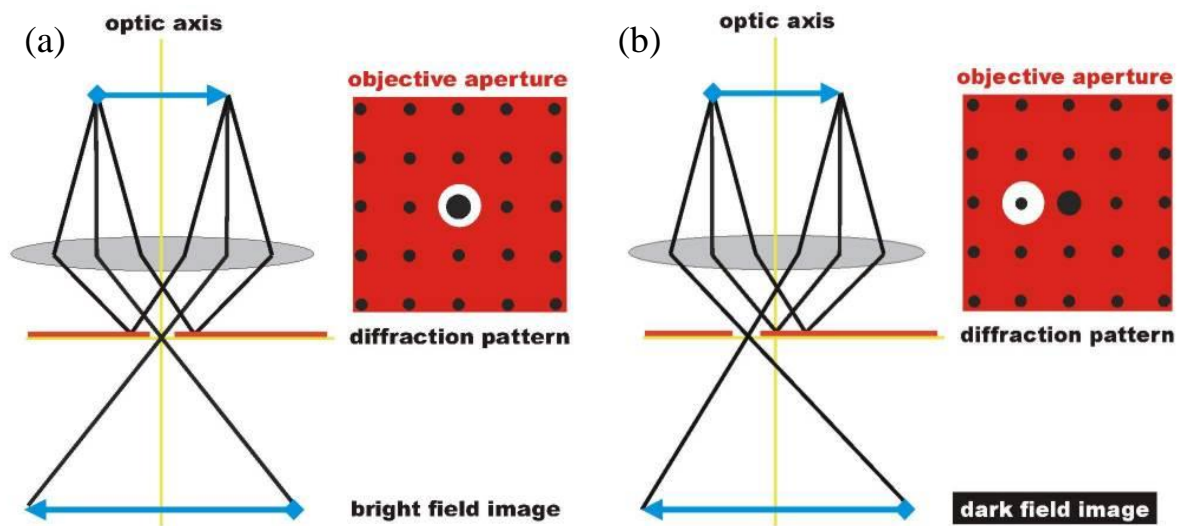 (a)
optic axis
objective aperture
diffraction pattern
bright field image
(b)
optic axis
objective aperture
diffraction pattern
dark field image